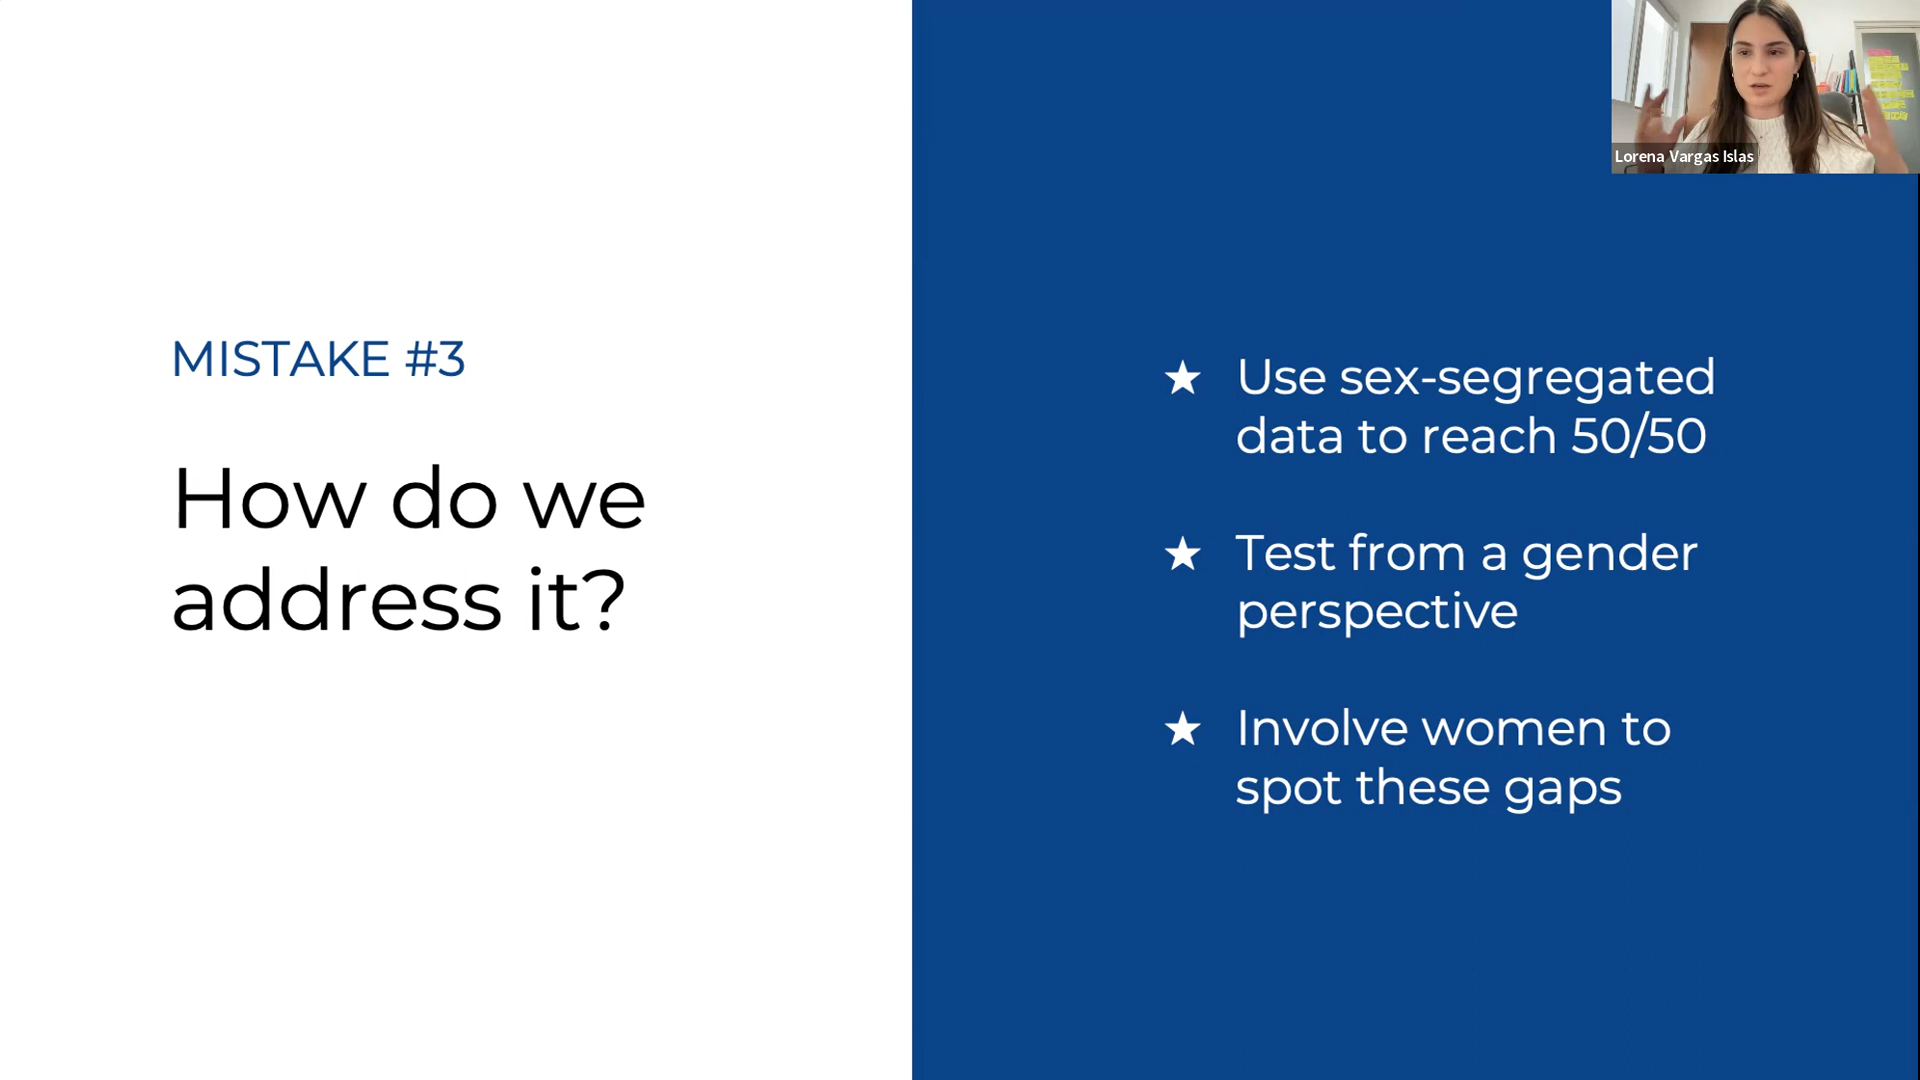 MISTAKE #3
How do we
address it?
★ Use sex-segregated
data to reach 50/50
★ Test from a gender
perspective
★ Involve women to
spot these gaps
Lorena Vargas Islas